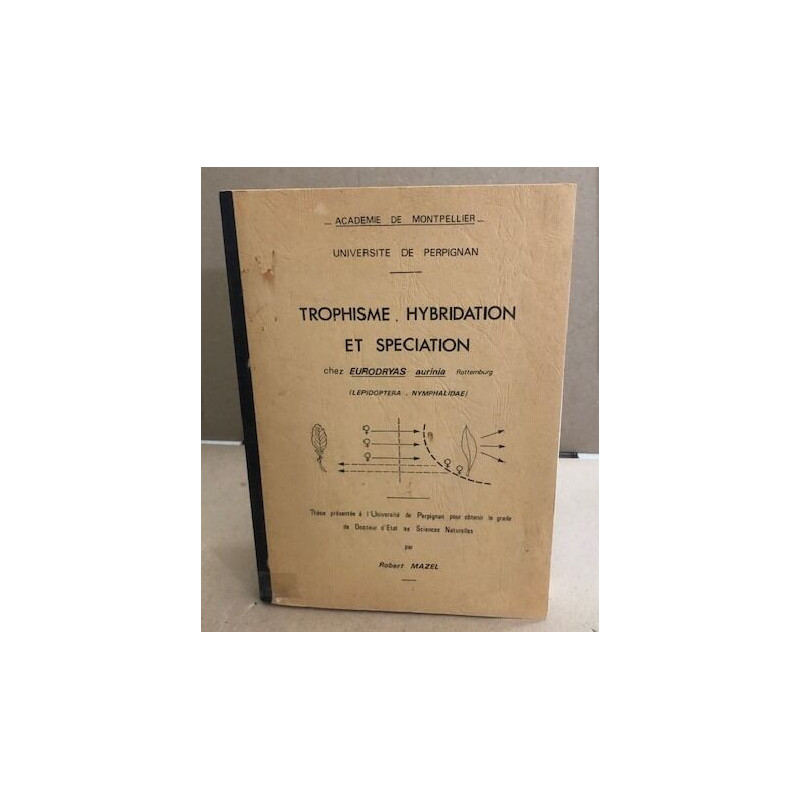 ACADEMIE DE MONTPELLIER
UNIVERSITE DE PERPIGNAN
TROPHISME . HYBRIDATION
ET SPECIATION
chez EURODRYAS aurinia Rottemburg
(LEPIDOPTERA . NYMPHALIDAE)
Thèse présentée à l'Université de Perpignan pour obtenir le grade
de Docteur d'Etat es Sciences Naturelles
par
Robert MAZEL